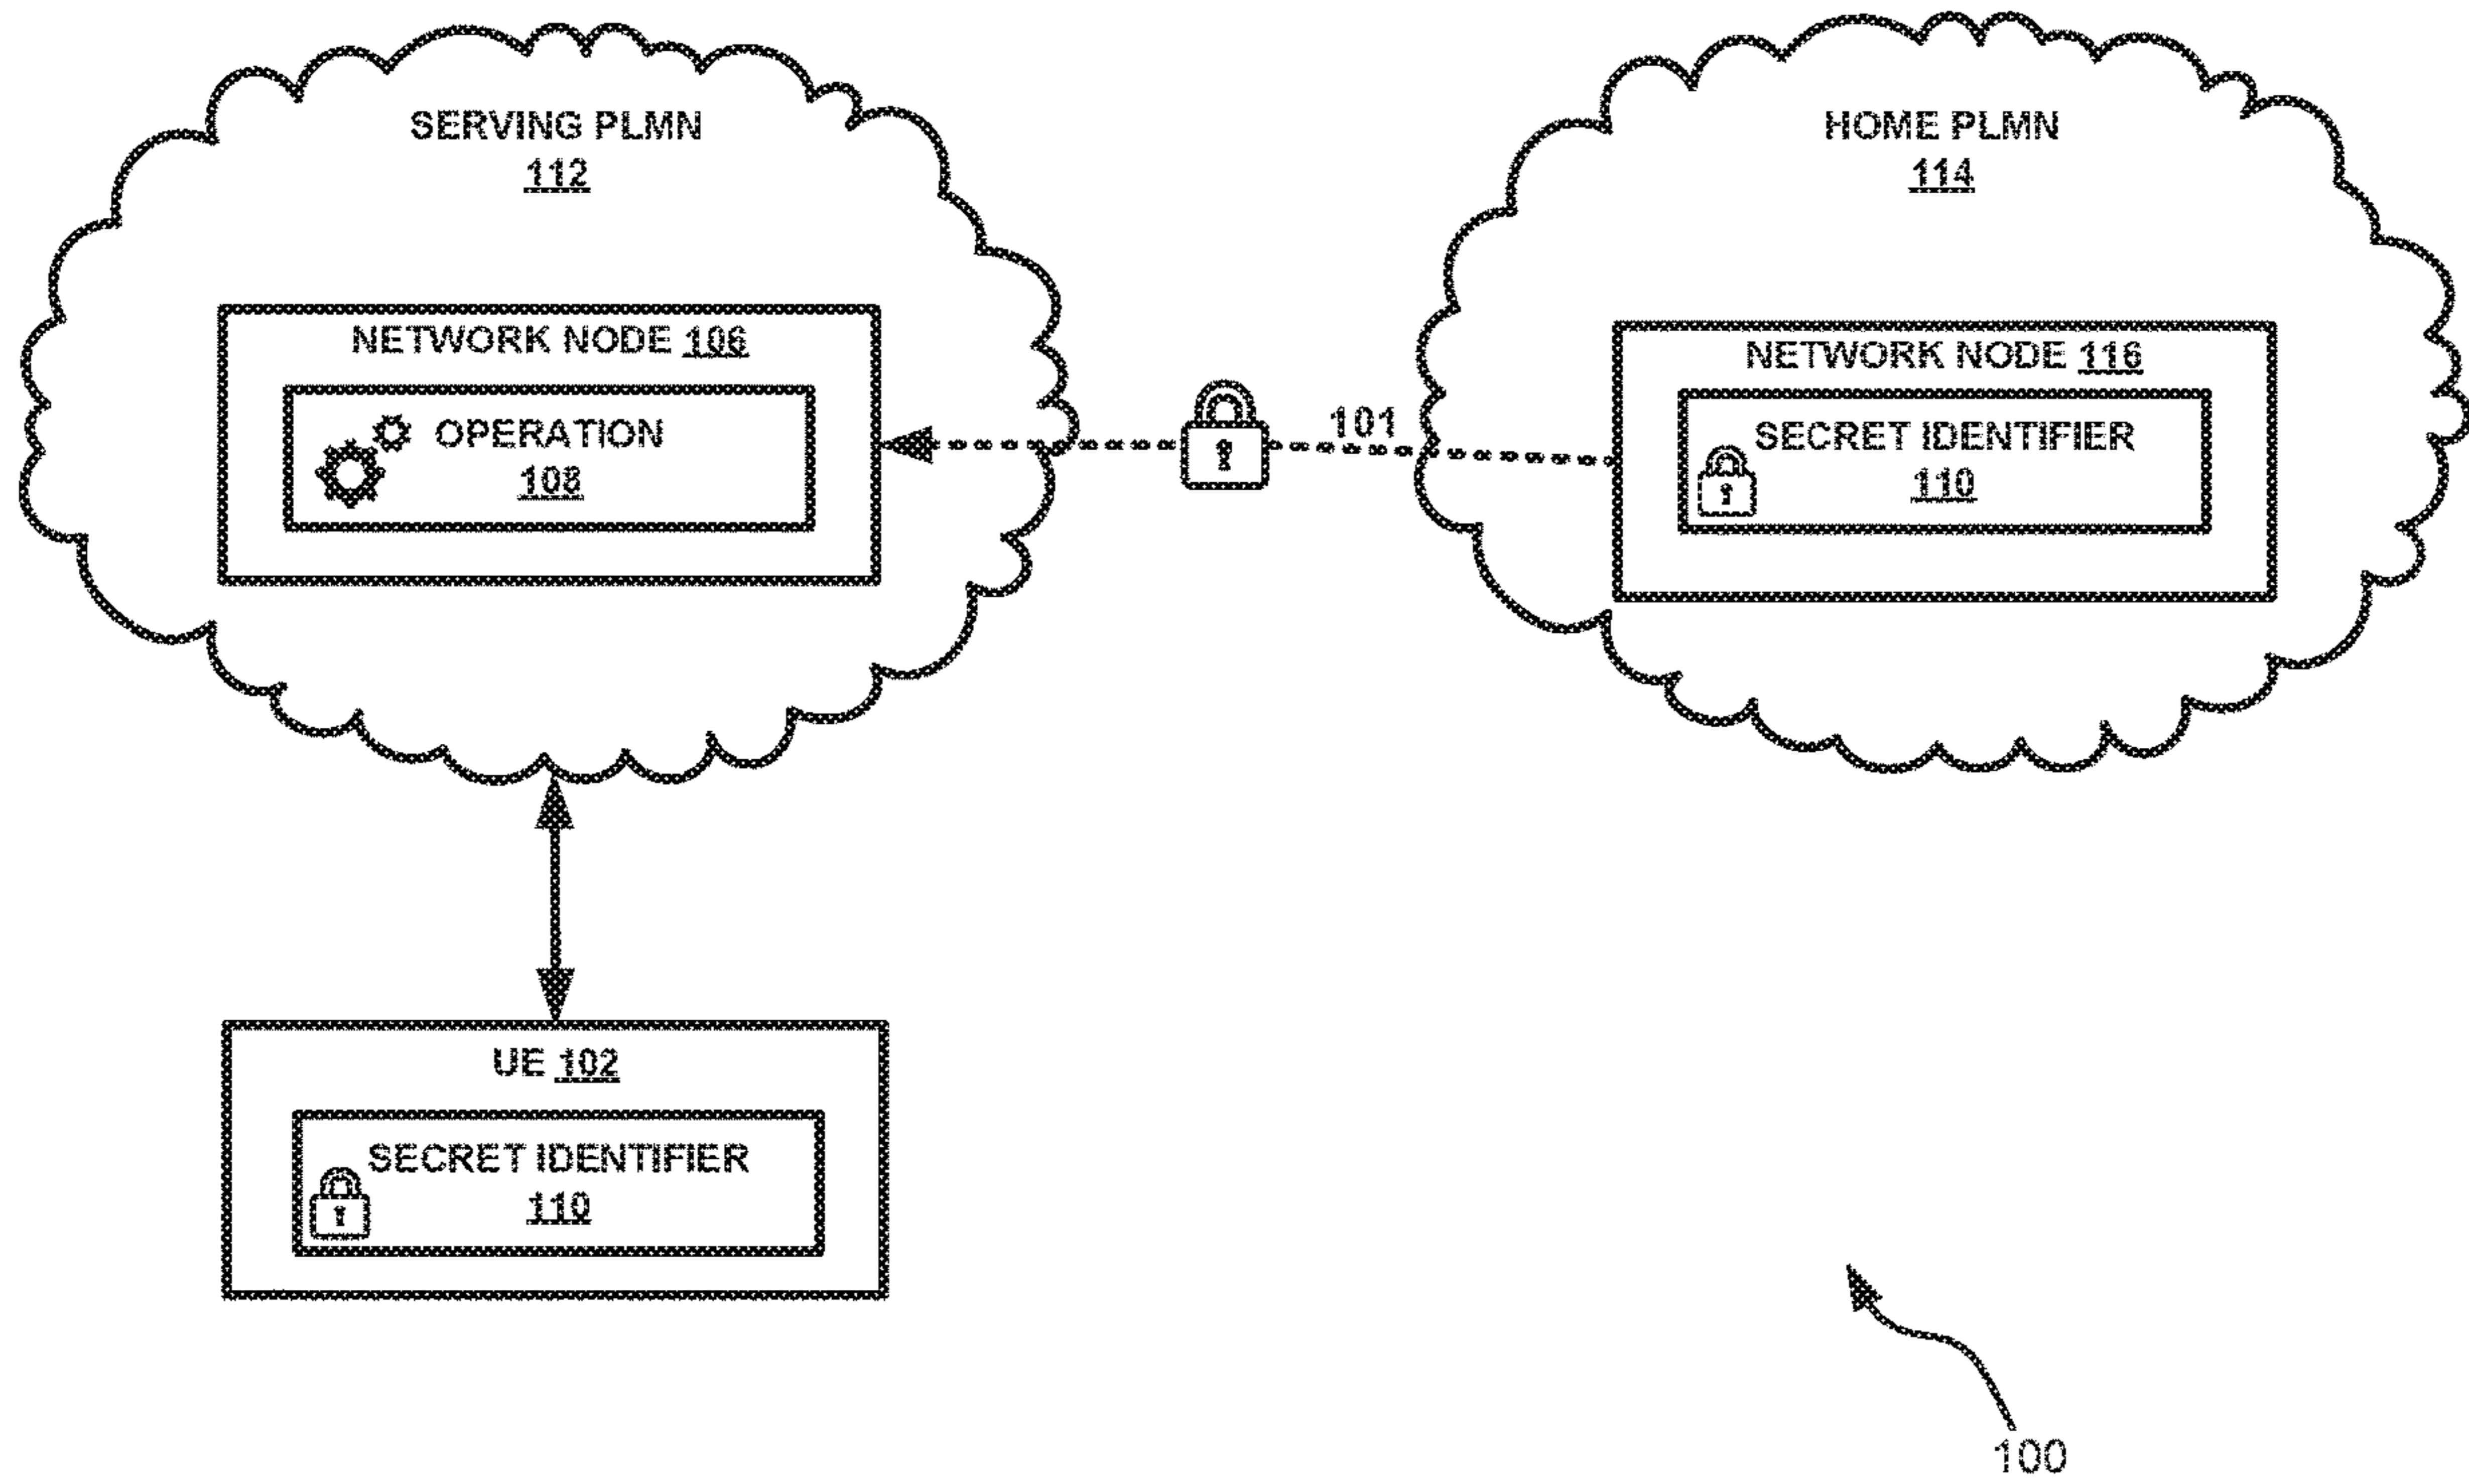 SERVING PLMN
112
NETWORK NODE 106
OPERATION
108
101
HOME PLMN
114
NETWORK NODE 116
SECRET IDENTIFIER
110
UE 102
SECRET IDENTIFIER
110
100